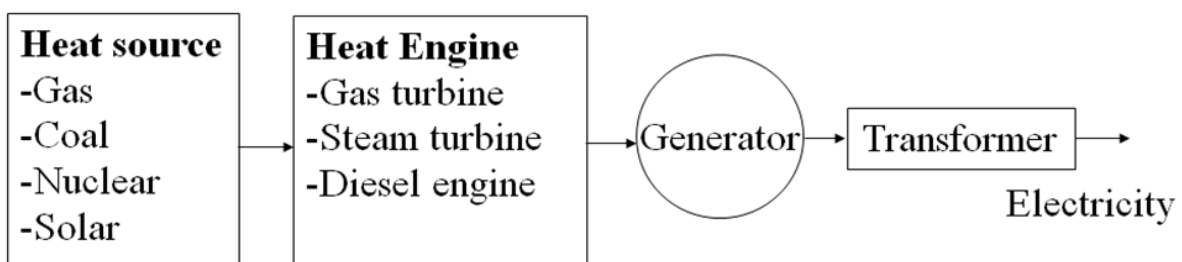 Heat source
-Gas
-Coal
-Nuclear
-Solar
Heat Engine
-Gas turbine
-Steam turbine
-Diesel engine
Generator
Transformer
Electricity